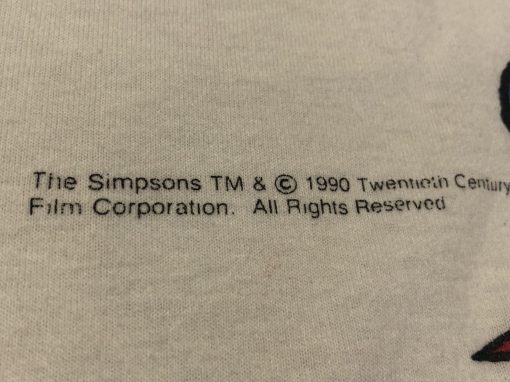 The Simpsons TM & © 1990 Twentieth Century
Film Corporation. All Rights Reserved